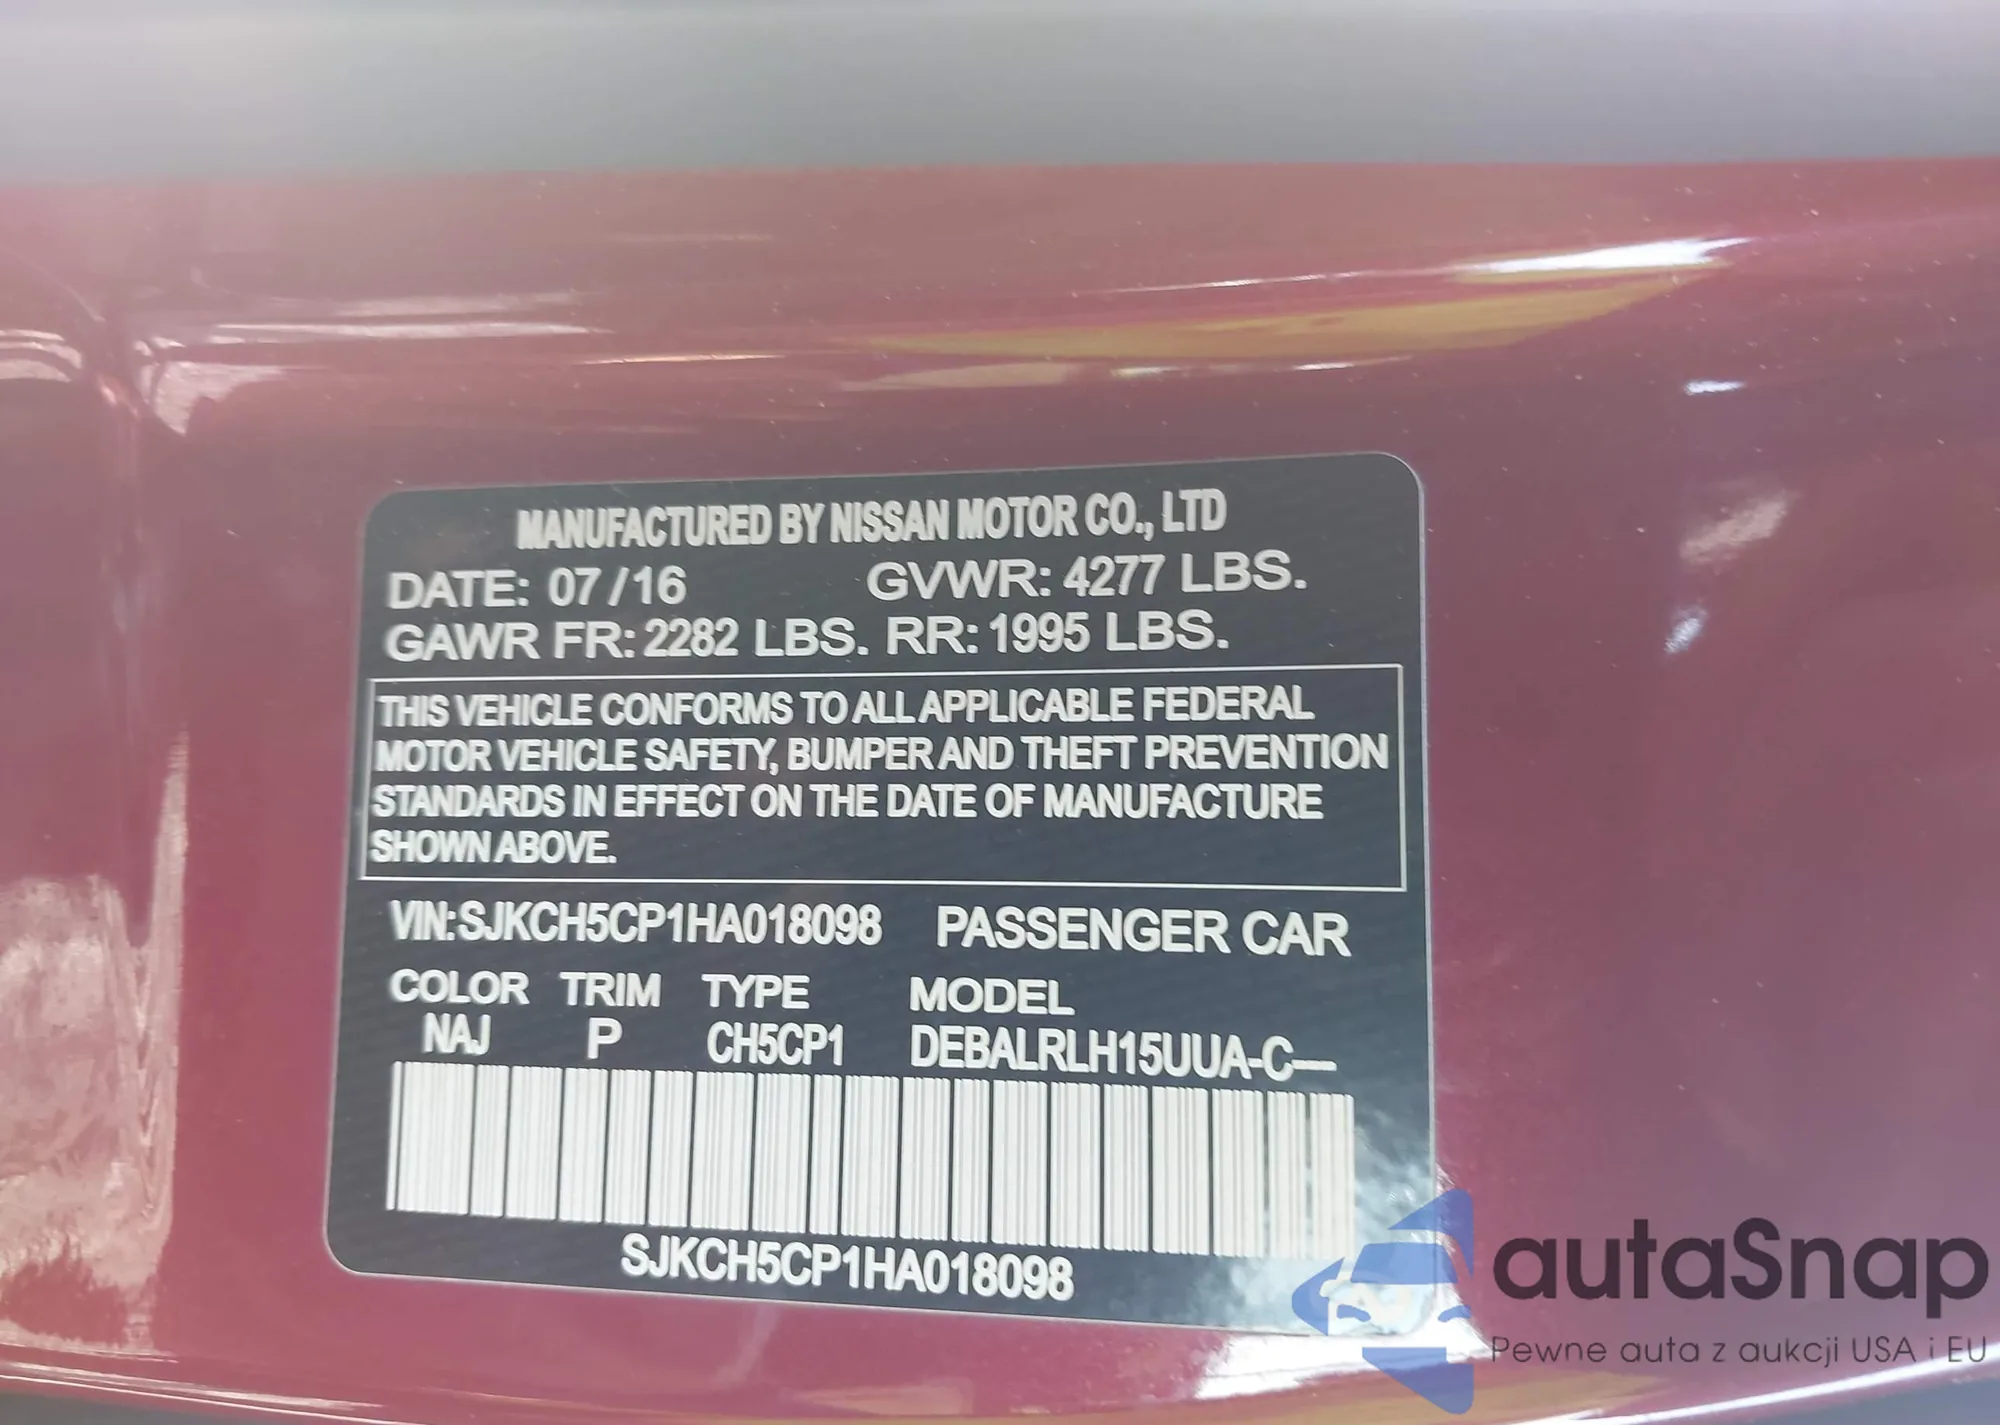 MANUFACTURED BY NISSAN MOTOR CO., LTD
DATE: 07/16 GVWR: 4277 LBS.
GAWR FR: 2282 LBS. RR: 1995 LBS.
THIS VEHICLE CONFORMS TO ALL APPLICABLE FEDERAL
MOTOR VEHICLE SAFETY, BUMPER AND THEFT PREVENTION
STANDARDS IN EFFECT ON THE DATE OF MANUFACTURE
SHOWN ABOVE.
VIN: SJKCH5CP1HA018098 PASSENGER CAR
COLOR TRIM TYPE MODEL
NAJ P CH5CP1 DEBALRLH15UUA-C—
SJKCH5CP1HA018098
autaSnap
Pewne auta z aukcji USA i EU